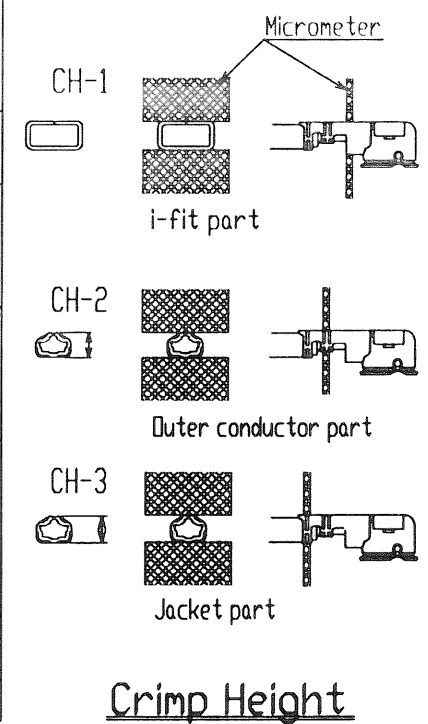 Micrometer
CH-1
i-fit part
CH-2
Outer conductor part
CH-3
Jacket part
Crimp Height